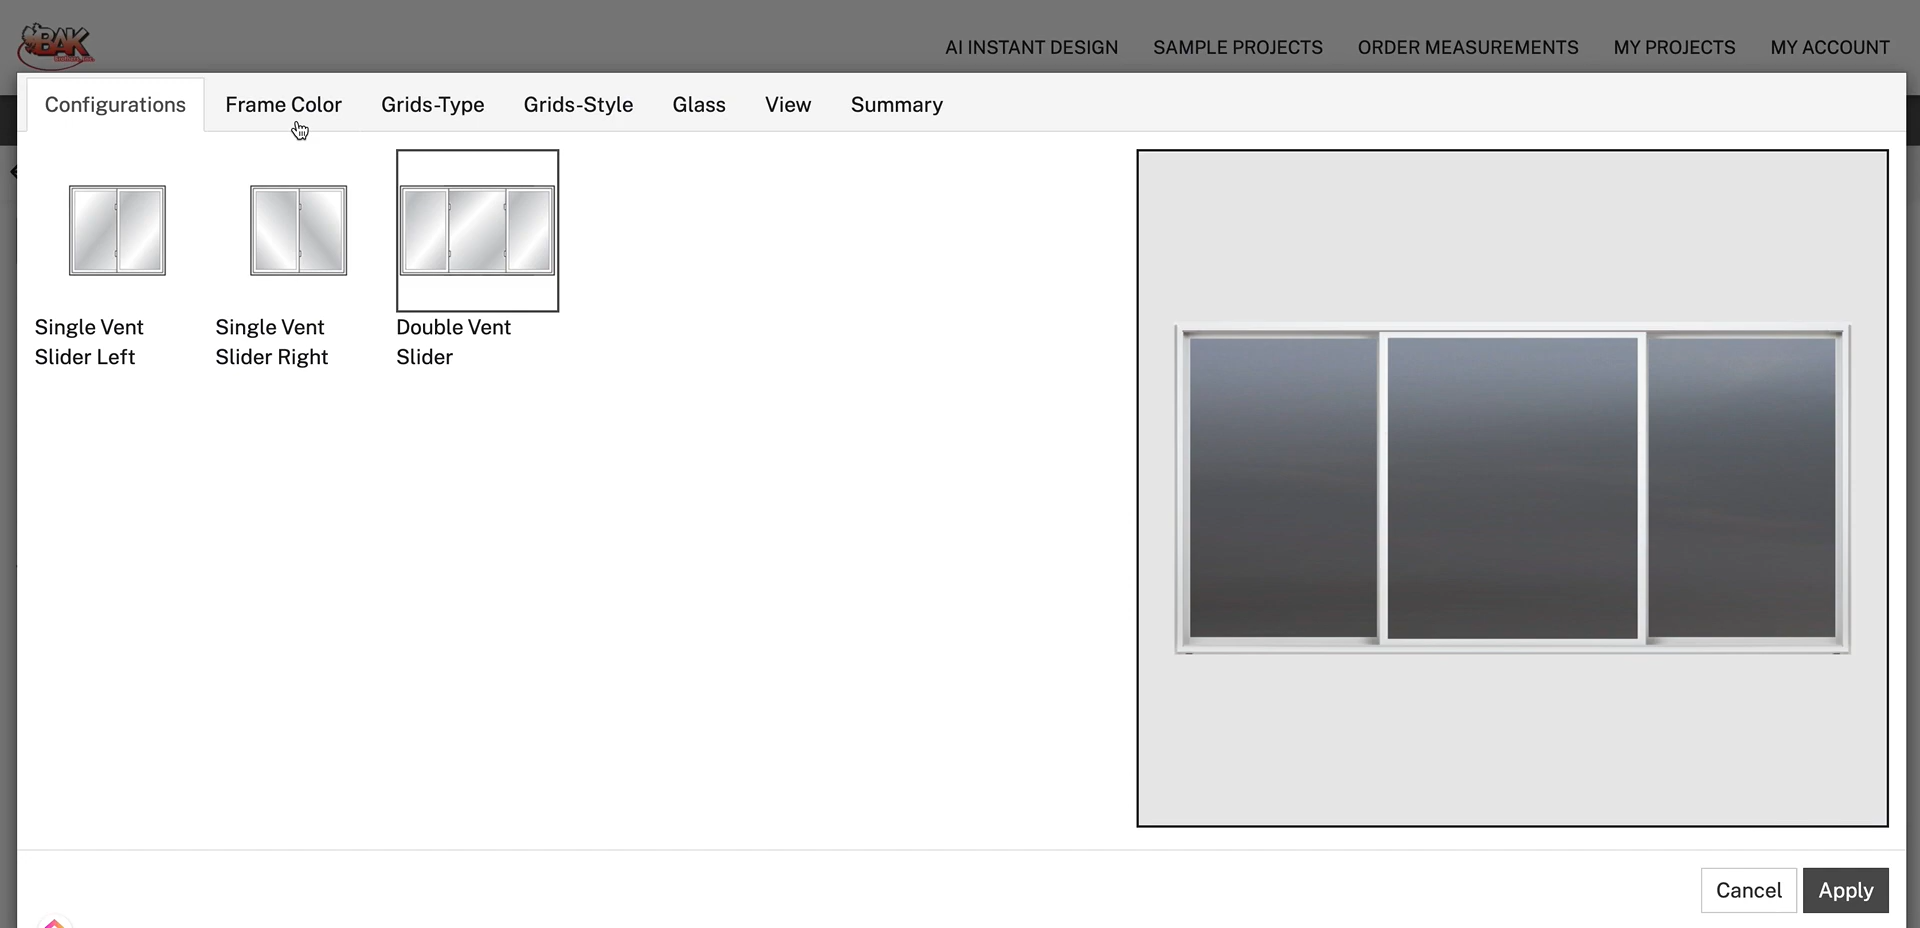 BAK
AI INSTANT DESIGN
SAMPLE PROJECTS
ORDER MEASUREMENTS
MY PROJECTS
MY ACCOUNT
Configurations
Frame Color
Grids-Type
Grids-Style
Glass
View
Summary
Single Vent
Slider Left
Single Vent
Slider Right
Double Vent
Slider
Cancel
Apply